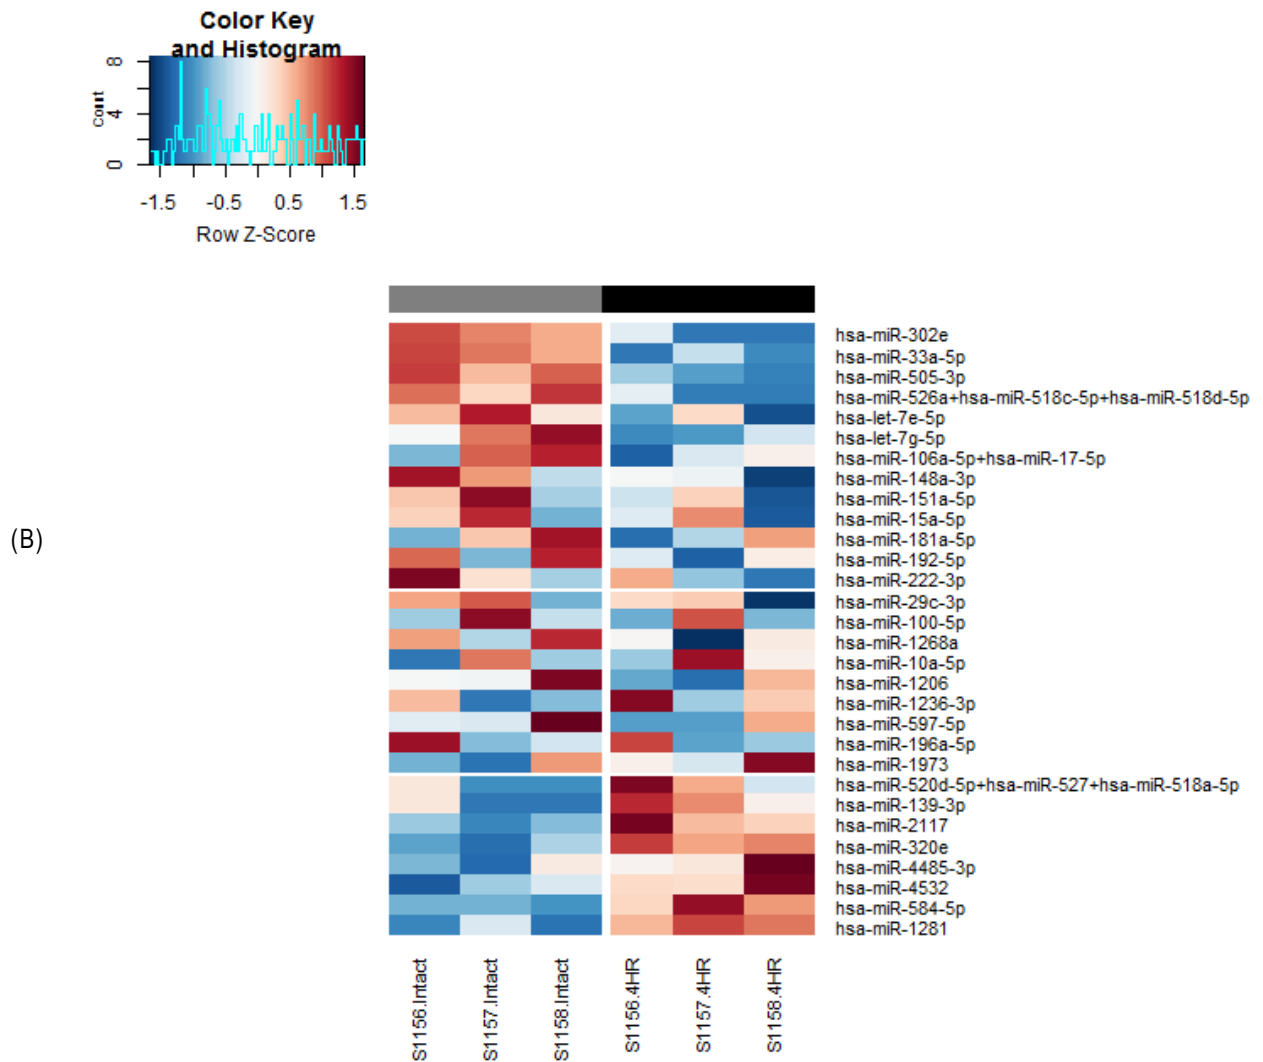 Color Key
and Histogram
Count
0 4 8
-1.5 -0.5 0.5 1.5
Row Z-Score
(B)
hsa-miR-302e
hsa-miR-33a-5p
hsa-miR-505-3p
hsa-miR-526a+hsa-miR-518c-5p+hsa-miR-518d-5p
hsa-let-7e-5p
hsa-let-7g-5p
hsa-miR-106a-5p+hsa-miR-17-5p
hsa-miR-148a-3p
hsa-miR-151a-5p
hsa-miR-15a-5p
hsa-miR-181a-5p
hsa-miR-192-5p
hsa-miR-222-3p
hsa-miR-29c-3p
hsa-miR-100-5p
hsa-miR-1268a
hsa-miR-10a-5p
hsa-miR-1206
hsa-miR-1236-3p
hsa-miR-597-5p
hsa-miR-196a-5p
hsa-miR-1973
hsa-miR-520d-5p+hsa-miR-527+hsa-miR-518a-5p
hsa-miR-139-3p
hsa-miR-2117
hsa-miR-320e
hsa-miR-4485-3p
hsa-miR-4532
hsa-miR-584-5p
hsa-miR-1281
S1156.Intact
S1157.Intact
S1158.Intact
S1156.4HR
S1157.4HR
S1158.4HR